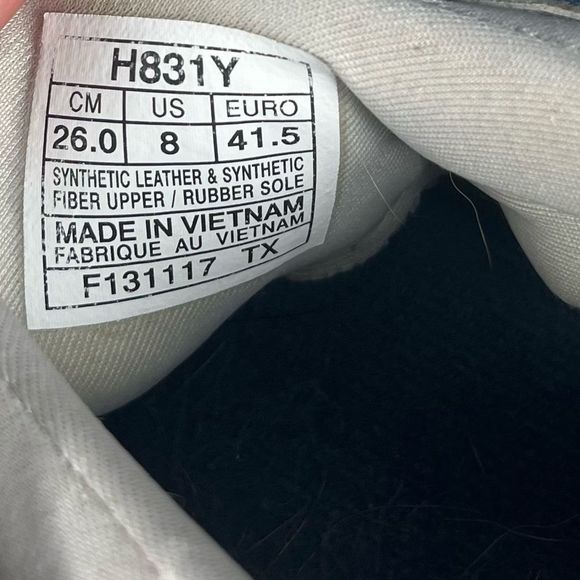 H831Y
CM US EURO
26.0 8 41.5
SYNTHETIC LEATHER & SYNTHETIC
FIBER UPPER / RUBBER SOLE
MADE IN VIETNAM
FABRIQUE AU VIETNAM
F131117 TX